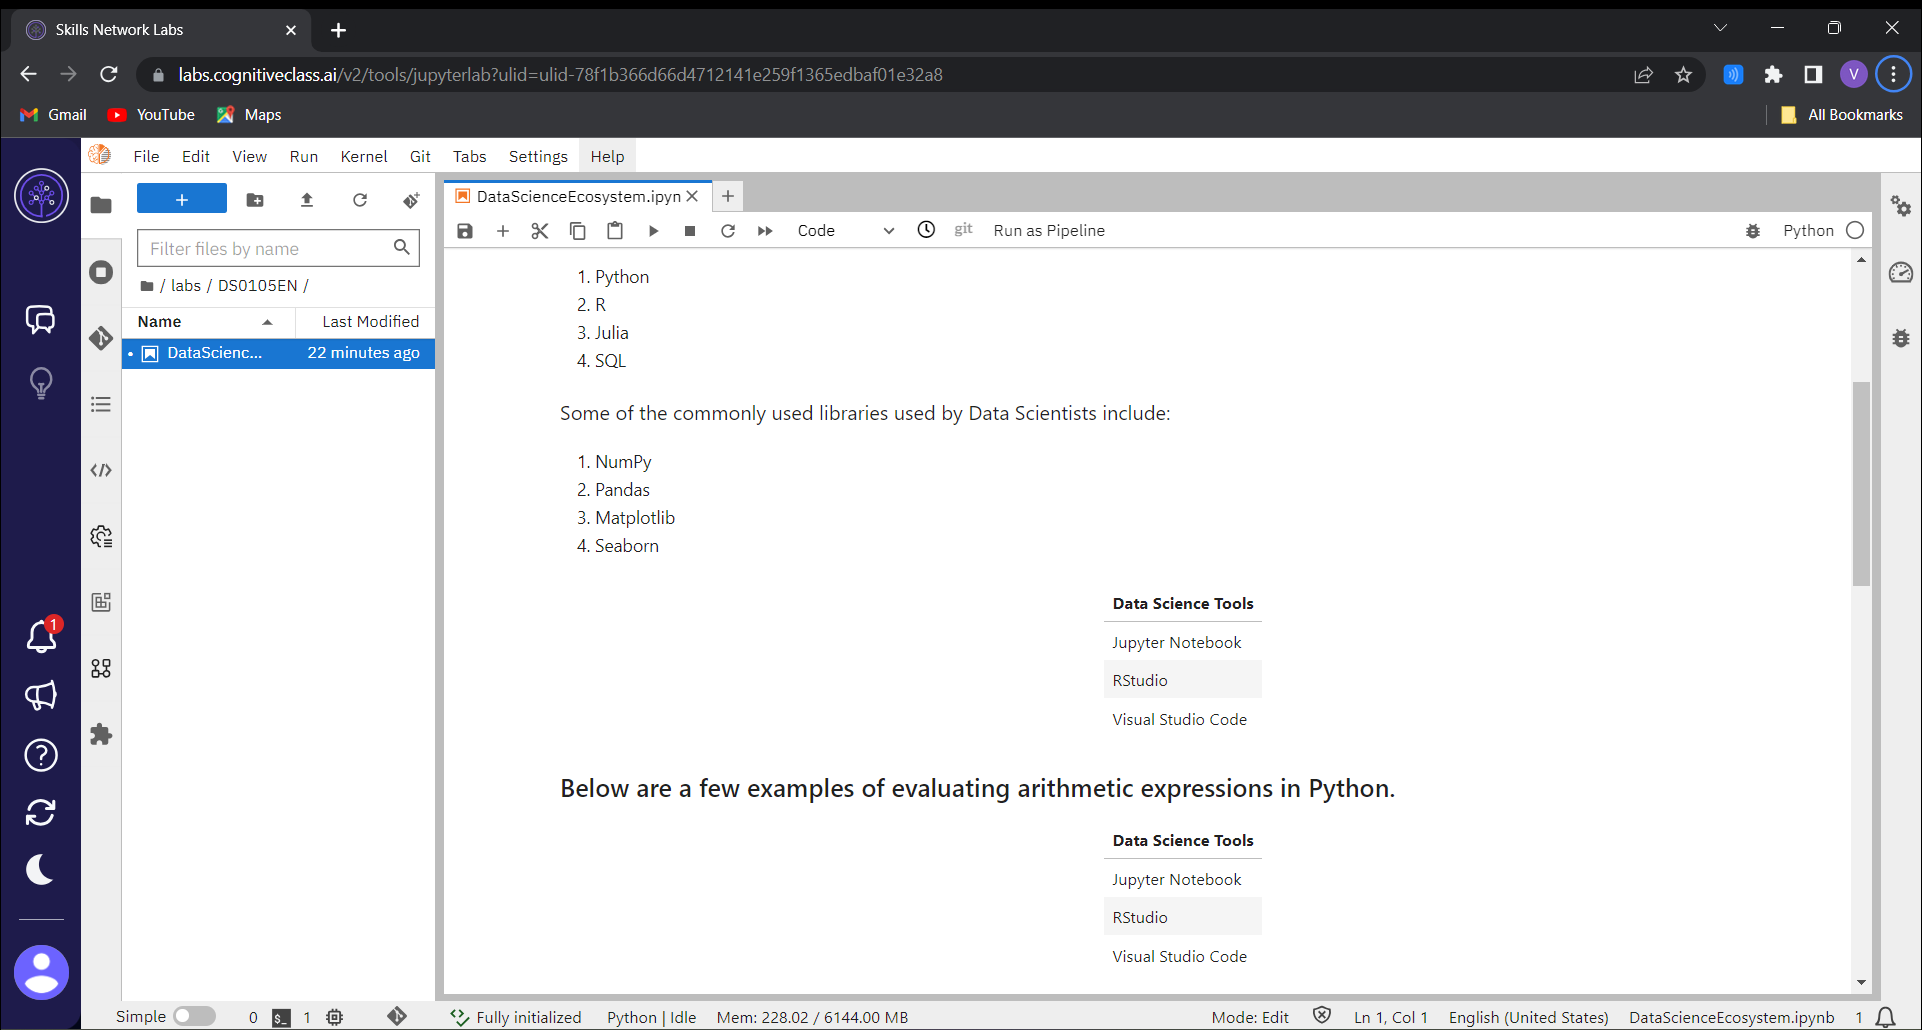 Skills Network Labs
labs.cognitiveclass.ai/v2/tools/jupyterlab?ulid=ulid-78f1b366d66d4712141e259f1365edbaf01e32a8
V
Gmail YouTube Maps All Bookmarks
File Edit View Run Kernel Git Tabs Settings Help
DataScienceEcosystem.ipyn
Code git Run as Pipeline Python
Filter files by name
/ labs / DS0105EN /
Name Last Modified
DataScienc... 22 minutes ago
1. Python
2. R
3. Julia
4. SQL
Some of the commonly used libraries used by Data Scientists include:
1. NumPy
2. Pandas
3. Matplotlib
4. Seaborn
Data Science Tools
Jupyter Notebook
RStudio
Visual Studio Code
Below are a few examples of evaluating arithmetic expressions in Python.
Data Science Tools
Jupyter Notebook
RStudio
Visual Studio Code
1
Simple 0 $_ 1 Fully initialized Python | Idle Mem: 228.02 / 6144.00 MB Mode: Edit Ln 1, Col 1 English (United States) DataScienceEcosystem.ipynb 1